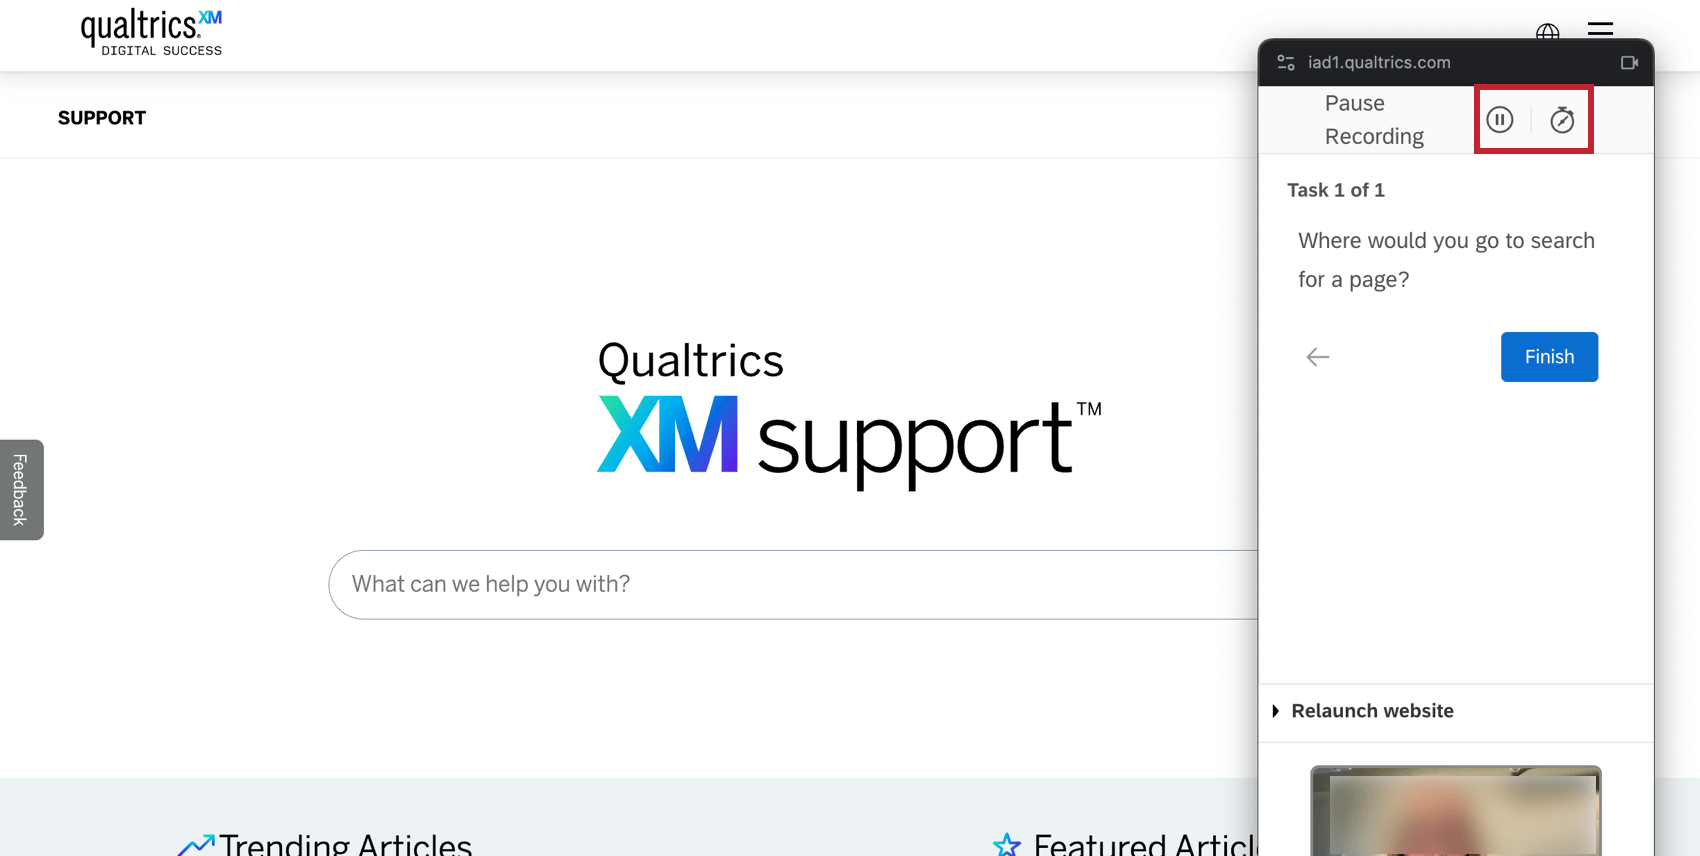 qualtrics.XM
DIGITAL SUCCESS
SUPPORT
iad1.qualtrics.com
Pause
Recording
Task 1 of 1
Where would you go to search
for a page?
Finish
Qualtrics
XM support™
Feedback
What can we help you with?
Relaunch website
Trending Articles
Featured Articl